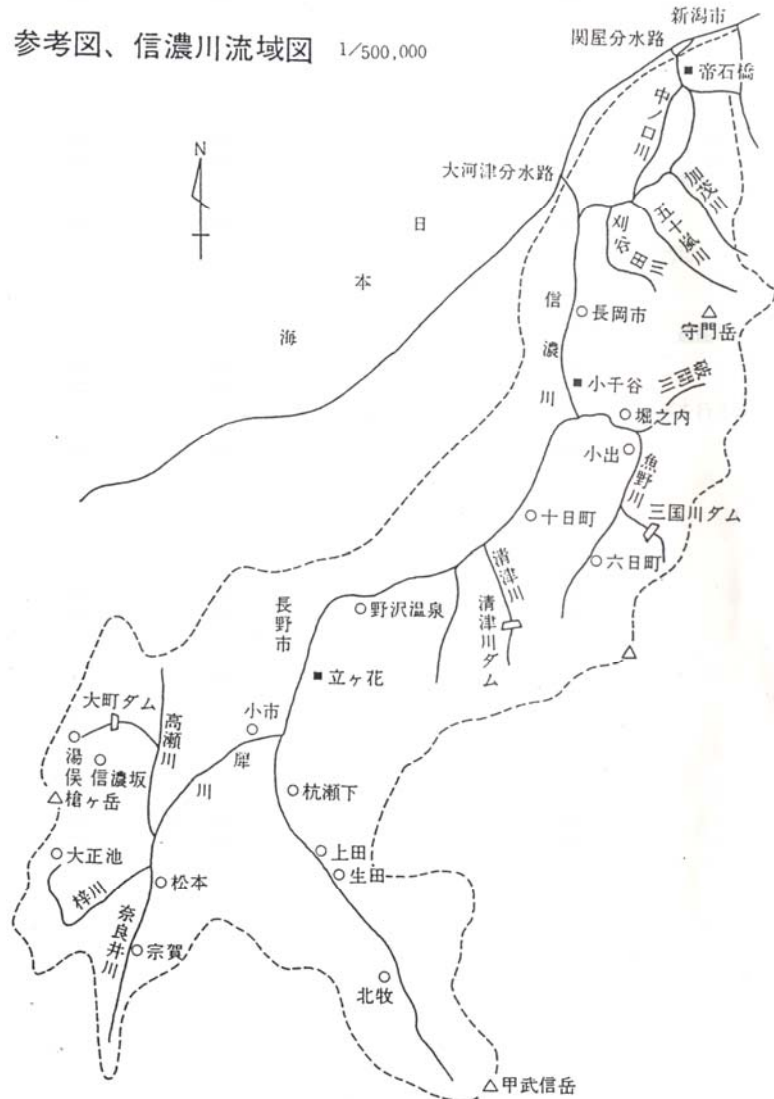 参考図、信濃川流域図 1/500,000
新潟市
関屋分水路
帝石橋
中ノ口川
大河津分水路
加茂川
五十嵐川
刈谷田川
N
日本海
信濃川
長岡市
守門岳
破間川
小千谷
堀之内
小出
魚野川
三国川ダム
十日町
六日町
清津川
清津川ダム
長野市
野沢温泉
立ヶ花
大町ダム
高瀬川
小市
犀川
湯俣
信濃坂
槍ヶ岳
杭瀬下
大正池
上田
生田
梓川
松本
奈良井川
宗賀
北牧
甲武信岳